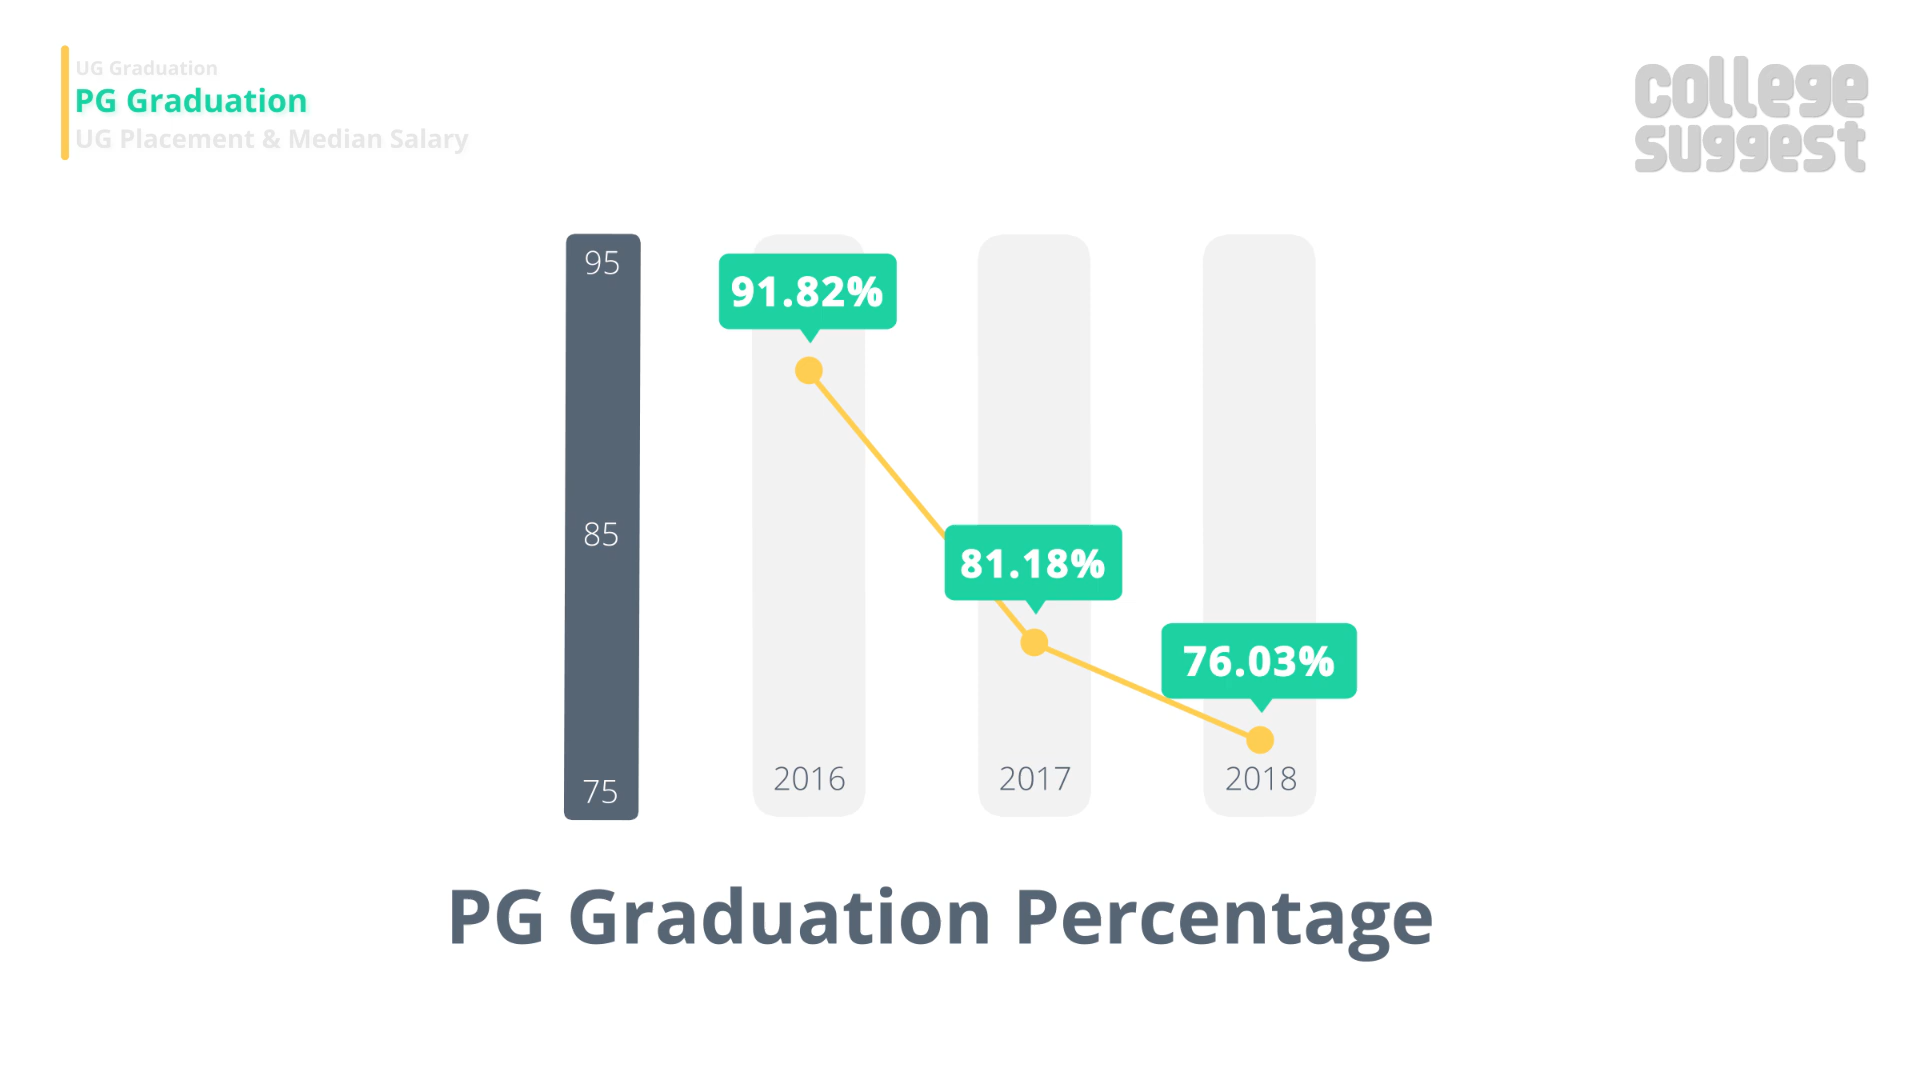 UG Graduation
PG Graduation
UG Placement & Median Salary
college
suggest
95
85
75
91.82%
81.18%
76.03%
2016
2017
2018
PG Graduation Percentage